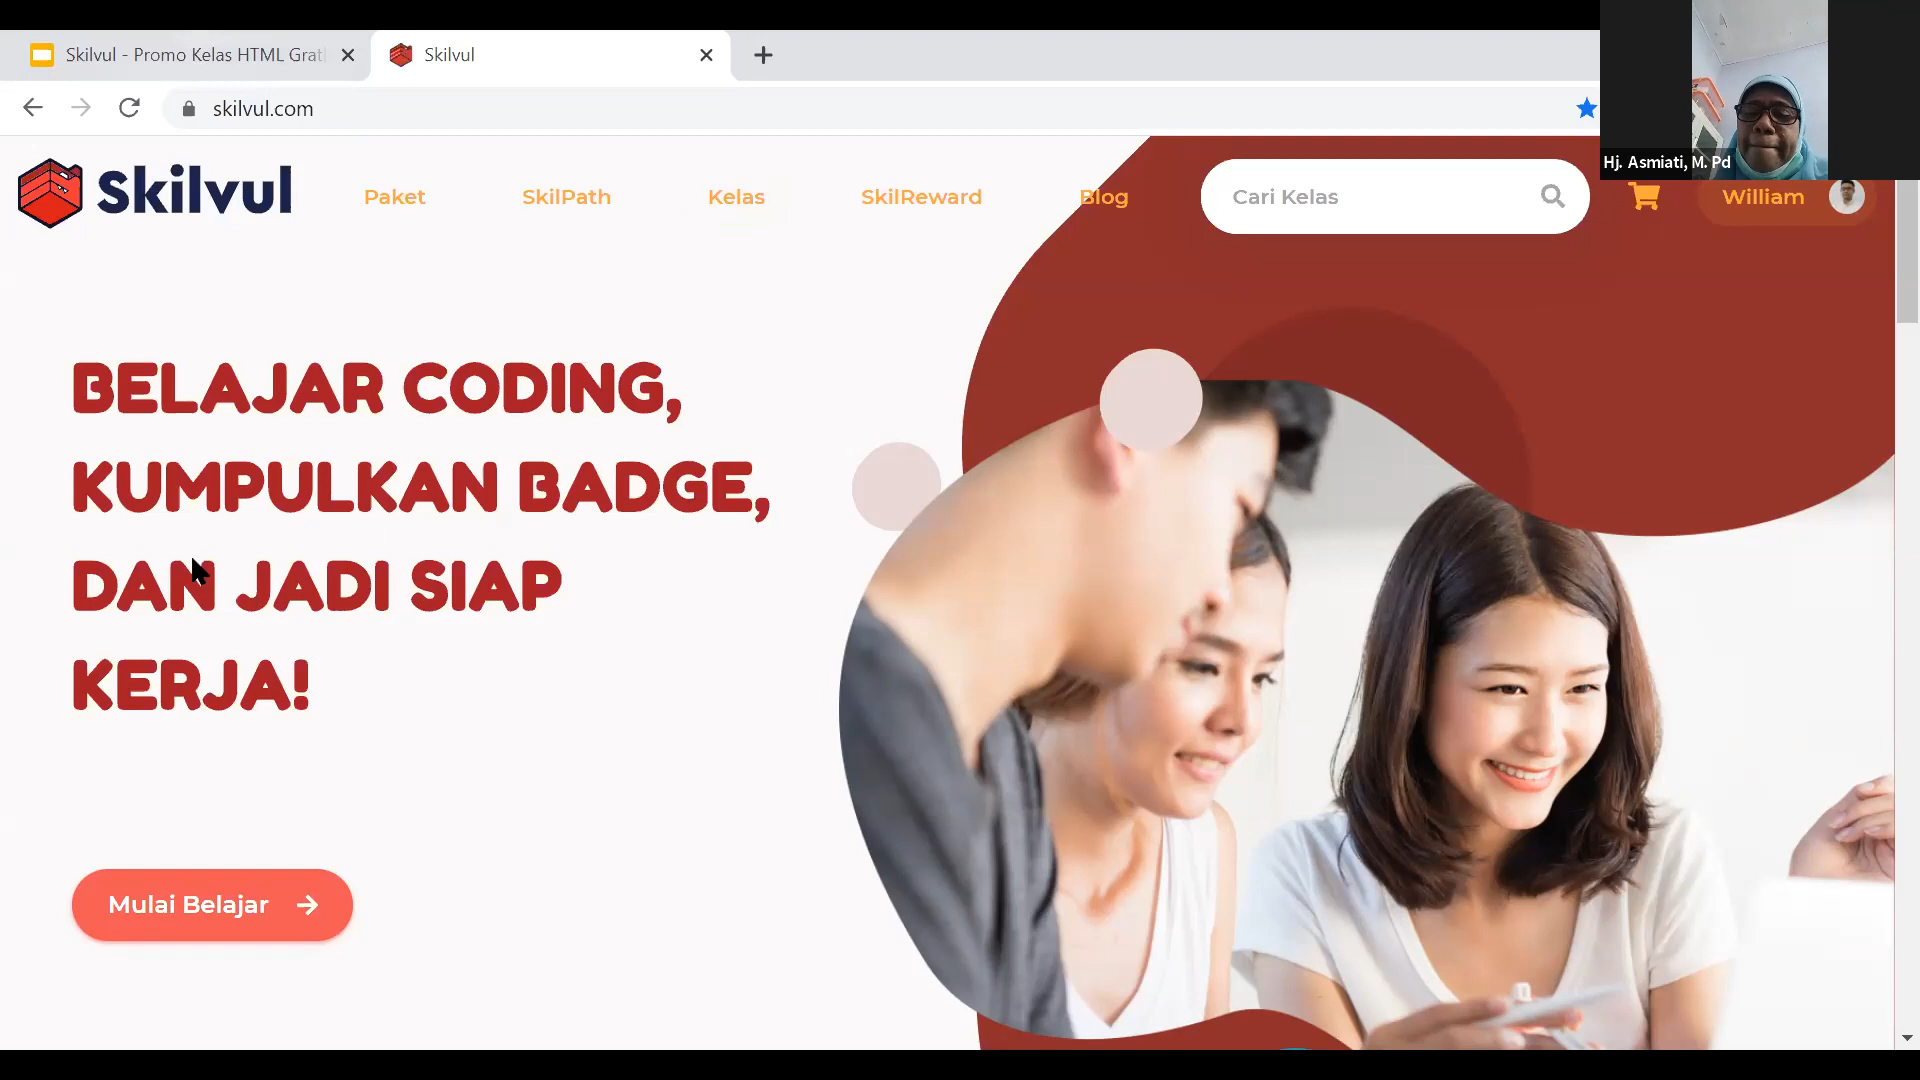 Skilvul - Promo Kelas HTML Grat
Skilvul
skilvul.com
Hj. Asmiati, M. Pd
Skilvul
Paket
SkilPath
Kelas
SkilReward
Blog
Cari Kelas
William
BELAJAR CODING,
KUMPULKAN BADGE,
DAN JADI SIAP
KERJA!
Mulai Belajar